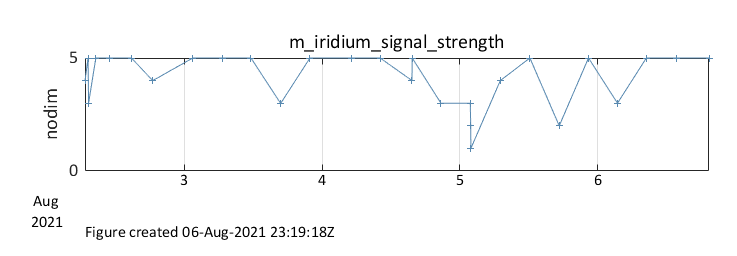 m_iridium_signal_strength
5
nodim
0
3 4 5 6
Aug
2021
Figure created 06-Aug-2021 23:19:18Z